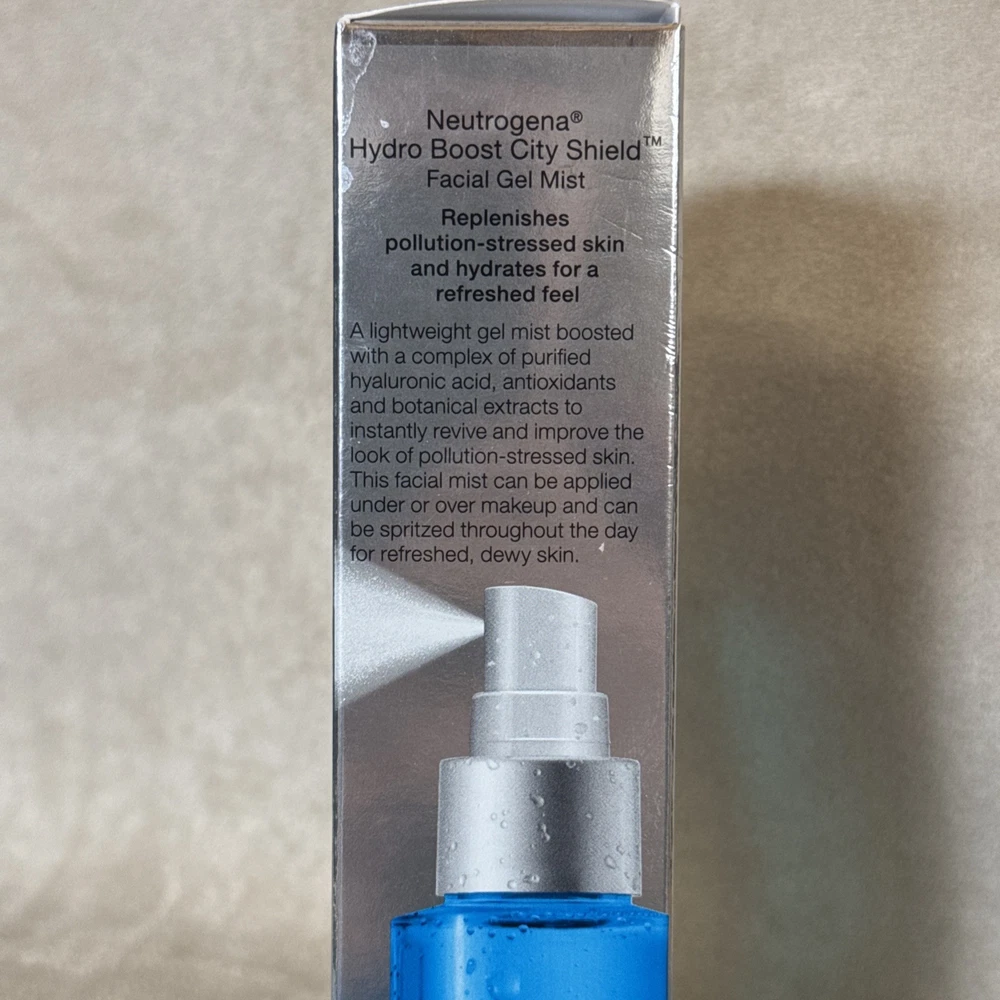 Neutrogena®
Hydro Boost City Shield™
Facial Gel Mist
Replenishes
pollution-stressed skin
and hydrates for a
refreshed feel
A lightweight gel mist boosted
with a complex of purified
hyaluronic acid, antioxidants
and botanical extracts to
instantly revive and improve the
look of pollution-stressed skin.
This facial mist can be applied
under or over makeup and can
be spritzed throughout the day
for refreshed, dewy skin.